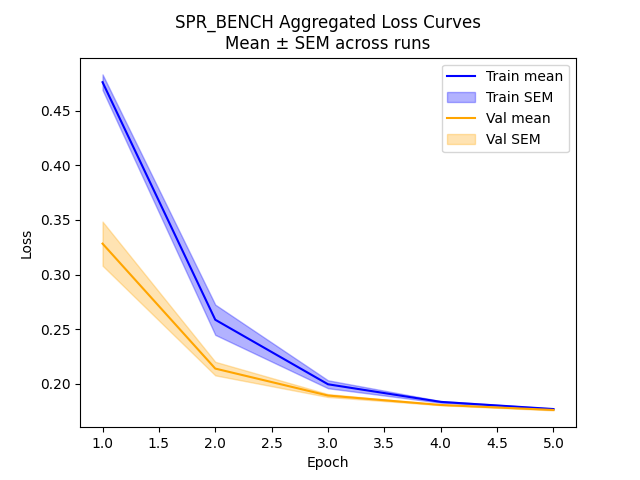 SPR_BENCH Aggregated Loss Curves
Mean ± SEM across runs
Train mean
Train SEM
Val mean
Val SEM
Loss
0.45
0.40
0.35
0.30
0.25
0.20
1.0 1.5 2.0 2.5 3.0 3.5 4.0 4.5 5.0
Epoch